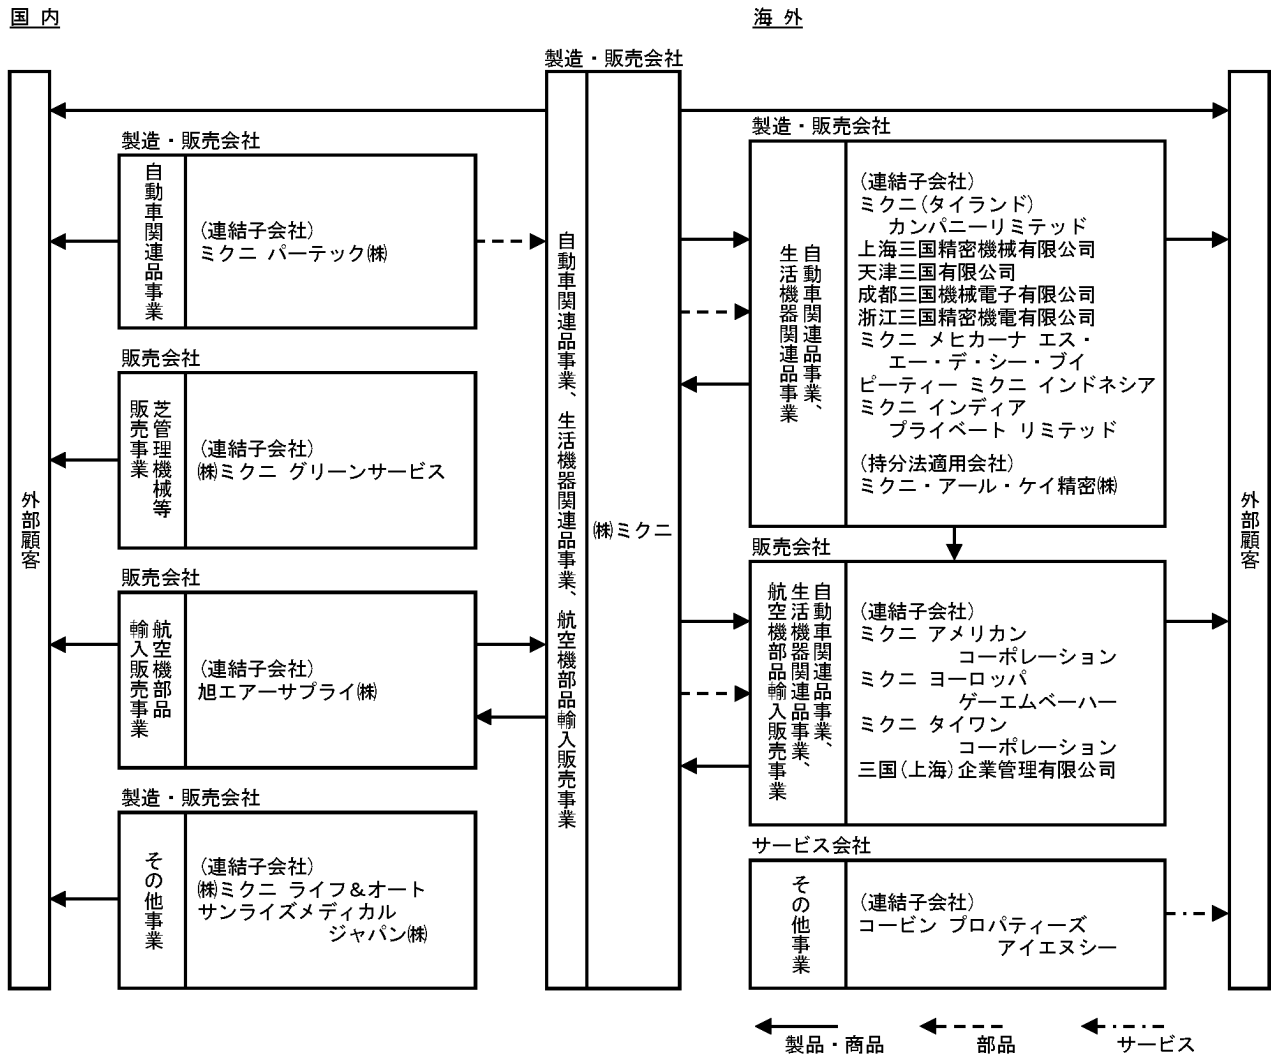 国 内
海 外
製造・販売会社
外部顧客
製造・販売会社
自動車関連品事業
(連結子会社)
ミクニ パーテック㈱
販売会社
芝管理機械等
販売事業
(連結子会社)
㈱ミクニ グリーンサービス
販売会社
航空機部品
輸入販売事業
(連結子会社)
旭エアーサプライ㈱
製造・販売会社
その他事業
(連結子会社)
㈱ミクニ ライフ&オート
サンライズメディカル
ジャパン㈱
自動車関連品事業、生活機器関連品事業、航空機部品輸入販売事業
㈱ミクニ
製造・販売会社
自動車関連品事業、
生活機器関連品事業
(連結子会社)
ミクニ(タイランド)
カンパニーリミテッド
上海三国精密機械有限公司
天津三国有限公司
成都三国機械電子有限公司
浙江三国精密機電有限公司
ミクニ メヒカーナ エス・
エー・デ・シー・ブイ
ピーティー ミクニ インドネシア
ミクニ インディア
プライベート リミテッド
(持分法適用会社)
ミクニ・アール・ケイ精密㈱
販売会社
自動車関連品事業、
生活機器関連品事業、
航空機部品輸入販売事業
(連結子会社)
ミクニ アメリカン
コーポレーション
ミクニ ヨーロッパ
ゲーエムベーハー
ミクニ タイワン
コーポレーション
三国(上海)企業管理有限公司
サービス会社
その他事業
(連結子会社)
コービン プロパティーズ
アイエヌシー
外部顧客
製品・商品
部品
サービス